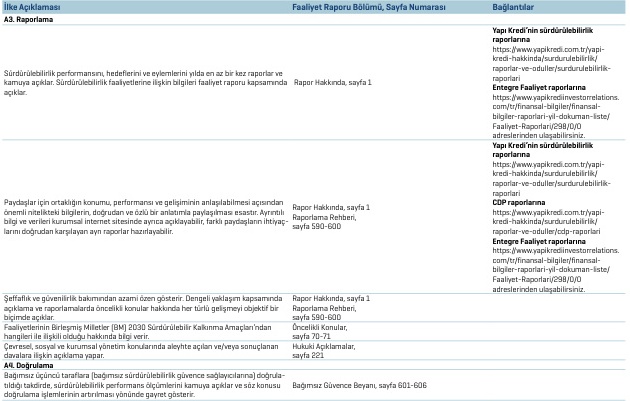 İlke Açıklaması
Faaliyet Raporu Bölümü, Sayfa Numarası
Bağlantılar
A3. Raporlama
Sürdürülebilirlik performansını, hedeflerini ve eylemlerini yılda en az bir kez raporlar ve
kamuya açıklar. Sürdürülebilirlik faaliyetlerine ilişkin bilgileri faaliyet raporu kapsamında
açıklar.
Rapor Hakkında, sayfa 1
Yapı Kredi'nin sürdürülebilirlik
raporlarına
https://www.yapikredi.com.tr/yapi-
kredi-hakkinda/surdurulebilirlik/
raporlar-ve-oduller/surdurulebilirlik-
raporlari
Entegre Faaliyet raporlarına
https://www.yapikrediinvestorrelations.
com/tr/finansal-bilgiler/finansal-
bilgiler-raporlari-yil-dokuman-liste/
Faaliyet-Raporlari/298/0/0
adreslerinden ulaşabilirsiniz.
Paydaşlar için ortaklığın konumu, performansı ve gelişiminin anlaşılabilmesi açısından
önemli nitelikteki bilgilerin, doğrudan ve özlü bir anlatımla paylaşılması esastır. Ayrıntılı
bilgi ve verileri kurumsal internet sitesinde ayrıca açıklayabilir, farklı paydaşların ihtiyaç-
larını doğrudan karşılayan ayrı raporlar hazırlayabilir.
Rapor Hakkında, sayfa 1
Raporlama Rehberi,
sayfa 590-600
Yapı Kredi'nin sürdürülebilirlik
raporlarına
https://www.yapikredi.com.tr/yapi-
kredi-hakkinda/surdurulebilirlik/
raporlar-ve-oduller/surdurulebilirlik-
raporlari
CDP raporlarına
https://www.yapikredi.com.tr/yapi-
kredi-hakkinda/surdurulebilirlik/
raporlar-ve-oduller/cdp-raporlari
Entegre Faaliyet raporlarına
https://www.yapikrediinvestorrelations.
com/tr/finansal-bilgiler/finansal-
bilgiler-raporlari-yil-dokuman-liste/
Faaliyet-Raporlari/298/0/0
adreslerinden ulaşabilirsiniz.
Şeffaflık ve güvenilirlik bakımından azami özen gösterir. Dengeli yaklaşım kapsamında
açıklama ve raporlamalarda öncelikli konular hakkında her türlü gelişmeyi objektif bir
biçimde açıklar.
Rapor Hakkında, sayfa 1
Raporlama Rehberi,
sayfa 590-600
Faaliyetlerinin Birleşmiş Milletler (BM) 2030 Sürdürülebilir Kalkınma Amaçları'ndan
hangileri ile ilişkili olduğu hakkında bilgi verir.
Öncelikli Konular,
sayfa 70-71
Çevresel, sosyal ve kurumsal yönetim konularında aleyhte açılan ve/veya sonuçlanan
davalara ilişkin açıklama yapar.
Hukuki Açıklamalar,
sayfa 221
A4. Doğrulama
Bağımsız üçüncü taraflara (bağımsız sürdürülebilirlik güvence sağlayıcılarına) doğrula-
tıldığı takdirde, sürdürülebilirlik performans ölçümlerini kamuya açıklar ve söz konusu
doğrulama işlemlerinin artırılması yönünde gayret gösterir.
Bağımsız Güvence Beyanı, sayfa 601-606